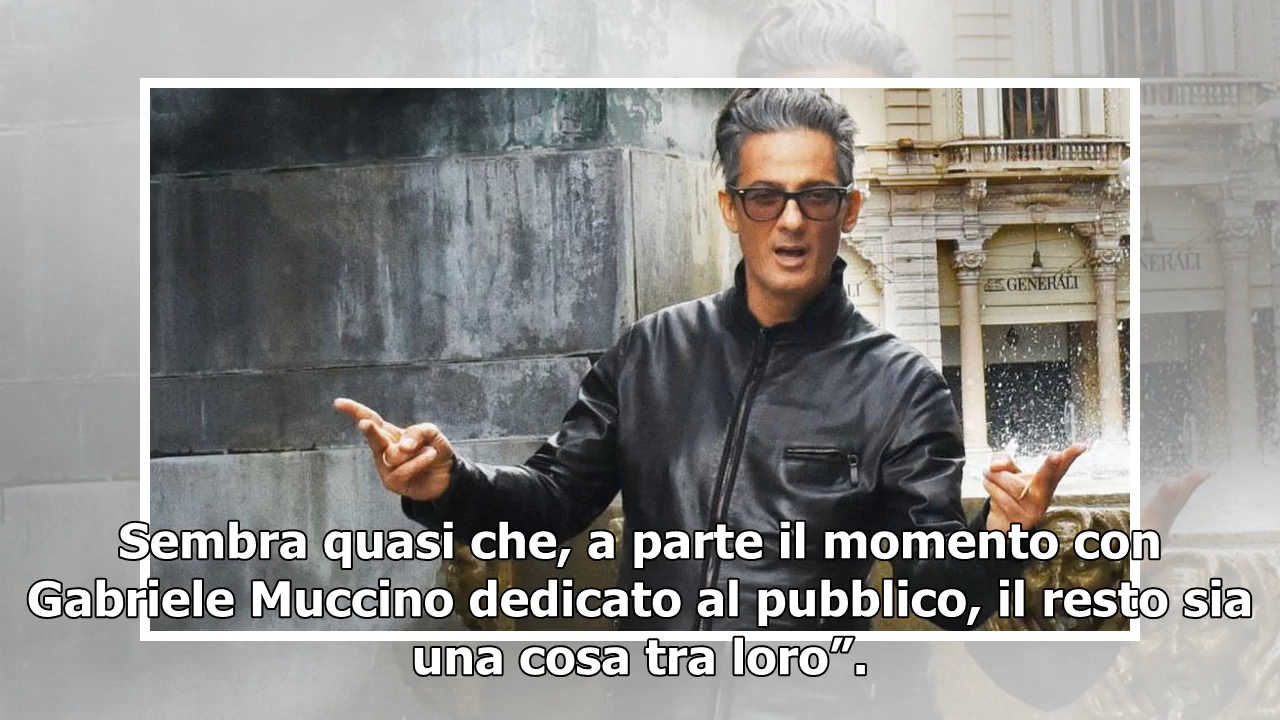 GENERALI
Sembra quasi che, a parte il momento con
Gabriele Muccino dedicato al pubblico, il resto sia
una cosa tra loro”.